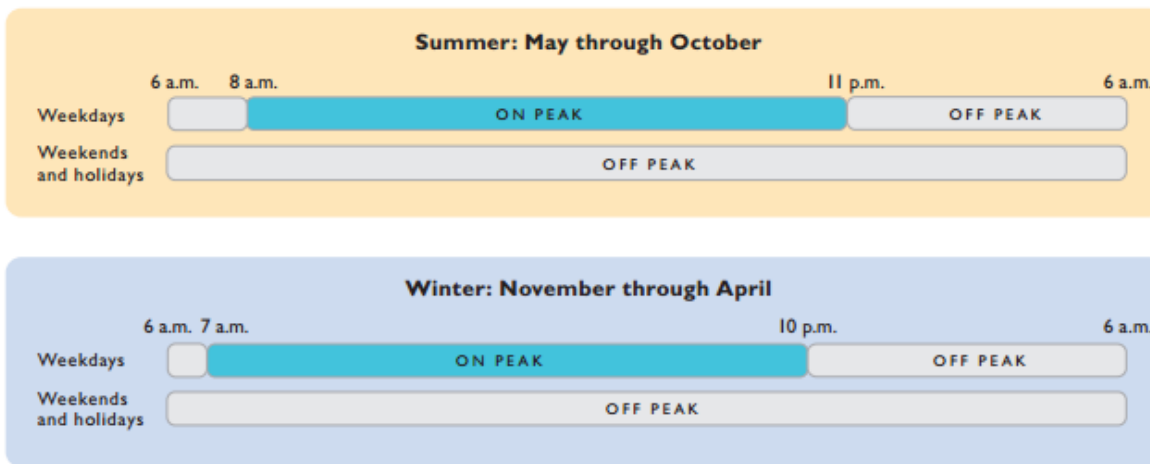 Summer: May through October
6 a.m. 8 a.m. 11 p.m. 6 a.m.
Weekdays ON PEAK OFF PEAK
Weekends
and holidays OFF PEAK
Winter: November through April
6 a.m. 7 a.m. 10 p.m. 6 a.m.
Weekdays ON PEAK OFF PEAK
Weekends
and holidays OFF PEAK